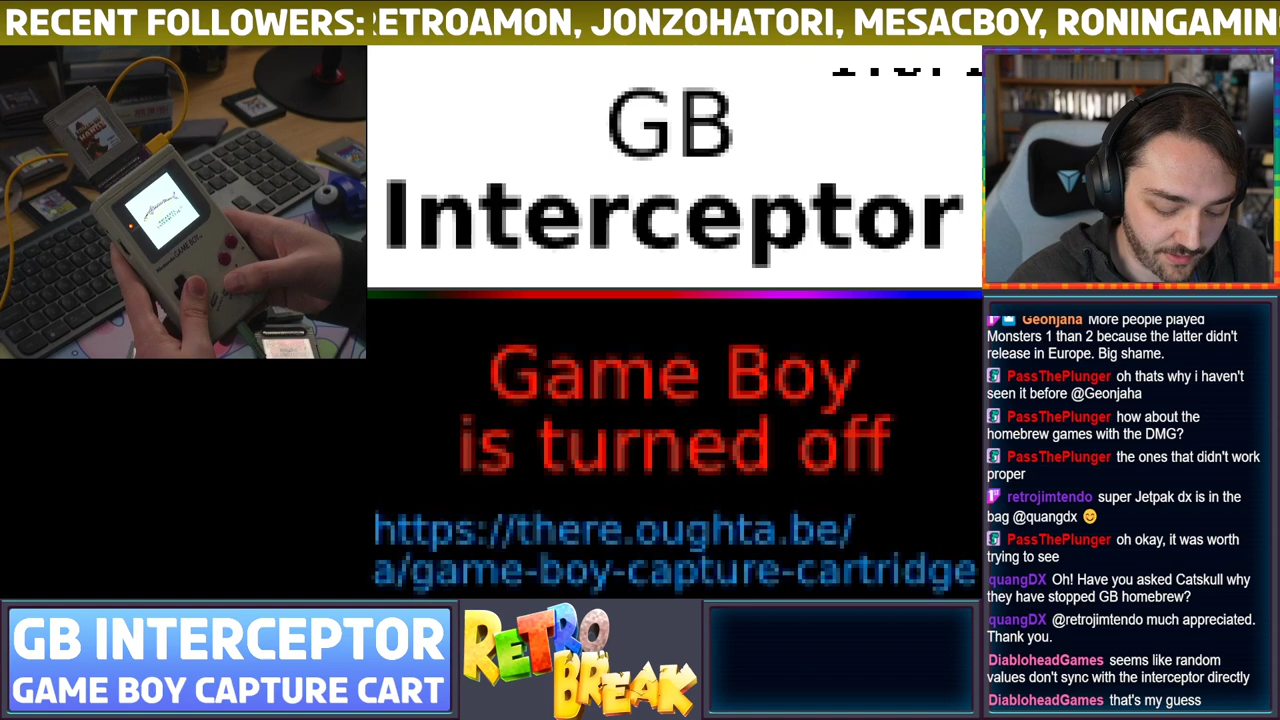 RECENT FOLLOWERS: ETROAMON, JONZOHATORI, MESACBOY, RONINGAMIN
GB
Interceptor
Game Boy
is turned off
https://there.oughta.be/
a/game-boy-capture-cartridge
Nintendo GAME BOY
Geonjaha More people played
Monsters 1 than 2 because the latter didn't
release in Europe. Big shame.
PassThePlunger oh thats why i haven't
seen it before @Geonjaha
PassThePlunger how about the
homebrew games with the DMG?
PassThePlunger the ones that didn't work
proper
retrojimtendo super Jetpak dx is in the
bag @quangdx 😊
PassThePlunger oh okay, it was worth
trying to see
quangDX Oh! Have you asked Catskull why
they have stopped GB homebrew?
quangDX @retrojimtendo much appreciated.
Thank you.
DiabloheadGames seems like random
values don't sync with the interceptor directly
DiabloheadGames that's my guess
GB INTERCEPTOR
GAME BOY CAPTURE CART
RETRO
BREAK